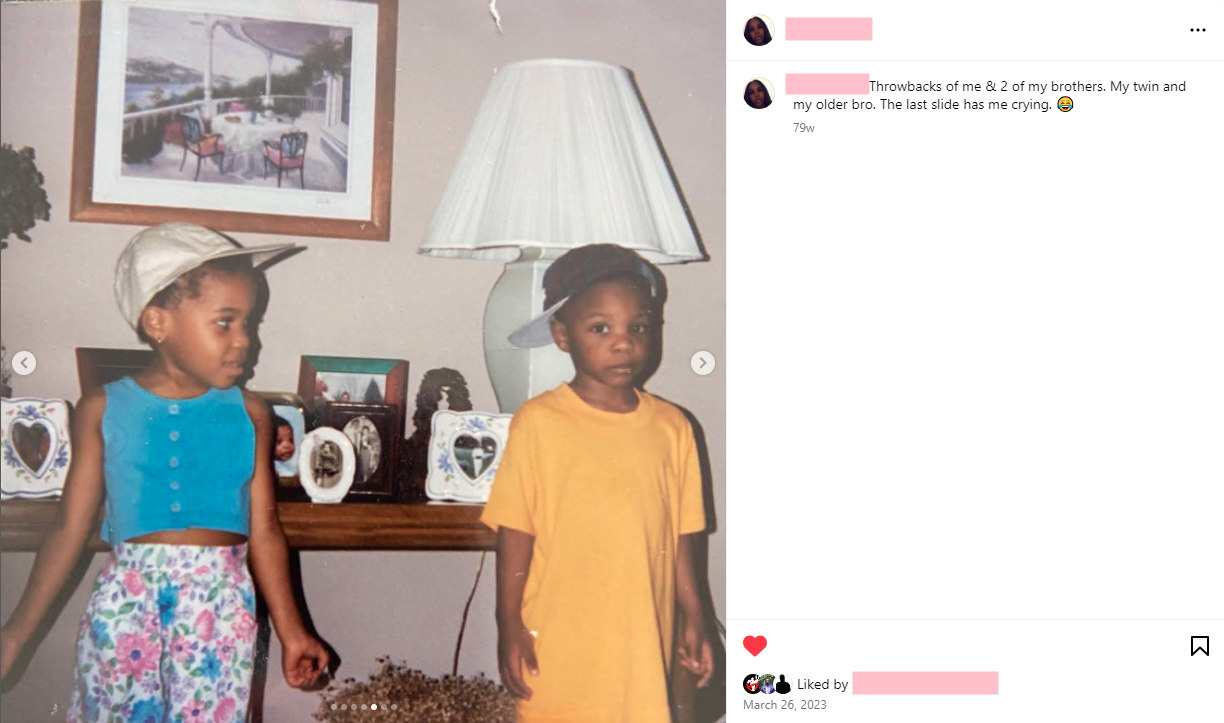 Throwbacks of me & 2 of my brothers. My twin and
my older bro. The last slide has me crying. 😂
79w
Liked by
March 26, 2023